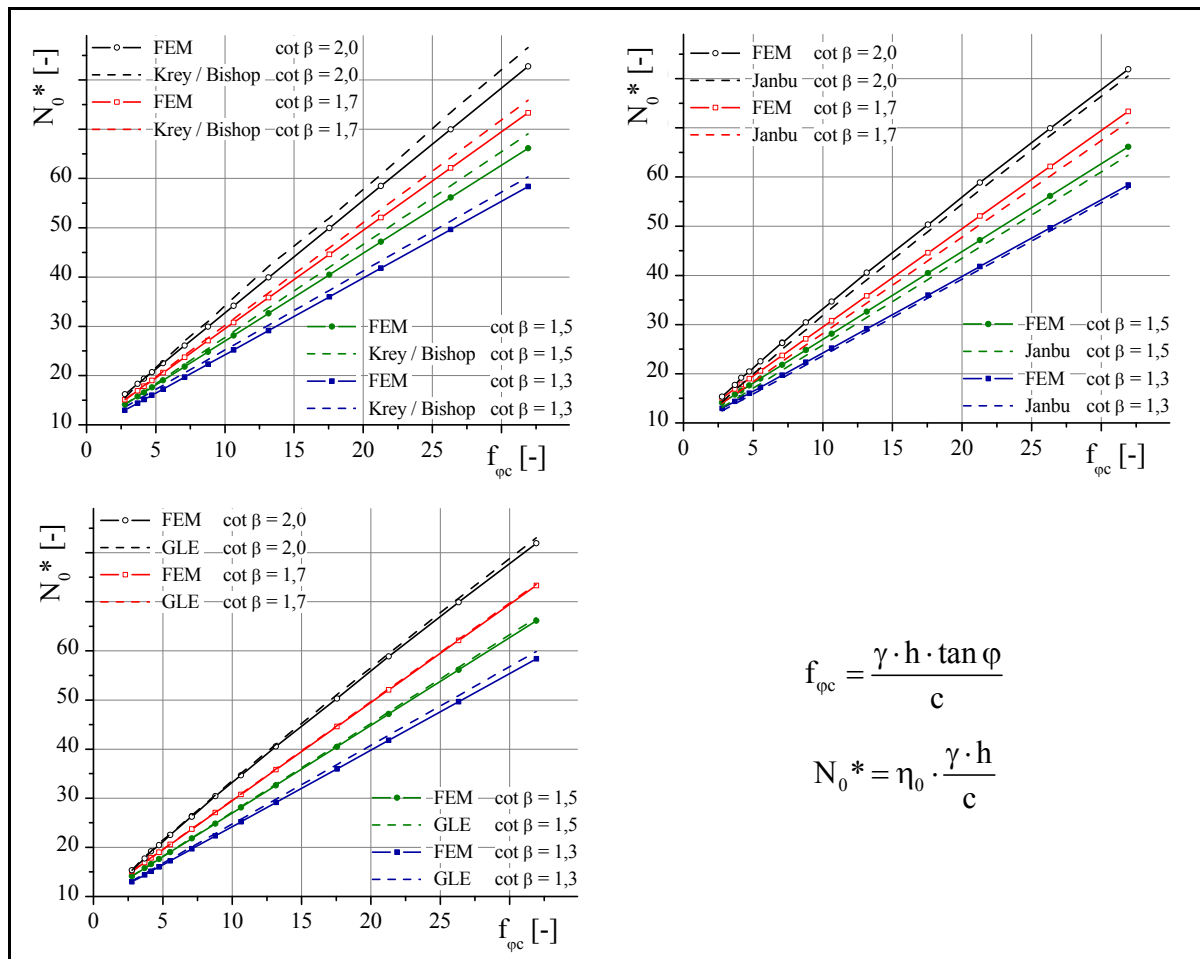 N₀* [-]
FEM cot β = 2,0
Krey / Bishop cot β = 2,0
FEM cot β = 1,7
Krey / Bishop cot β = 1,7
60
50
40
30
20
10
FEM cot β = 1,5
Krey / Bishop cot β = 1,5
FEM cot β = 1,3
Krey / Bishop cot β = 1,3
0 5 10 15 20 25
f_φc [-]
N₀* [-]
FEM cot β = 2,0
Janbu cot β = 2,0
FEM cot β = 1,7
Janbu cot β = 1,7
60
50
40
30
20
10
FEM cot β = 1,5
Janbu cot β = 1,5
FEM cot β = 1,3
Janbu cot β = 1,3
0 5 10 15 20 25
f_φc [-]
N₀* [-]
FEM cot β = 2,0
GLE cot β = 2,0
FEM cot β = 1,7
GLE cot β = 1,7
60
50
40
30
20
10
FEM cot β = 1,5
GLE cot β = 1,5
FEM cot β = 1,3
GLE cot β = 1,3
0 5 10 15 20 25
f_φc [-]
f_φc = γ · h · tan φ / c
N₀* = η₀ · γ · h / c